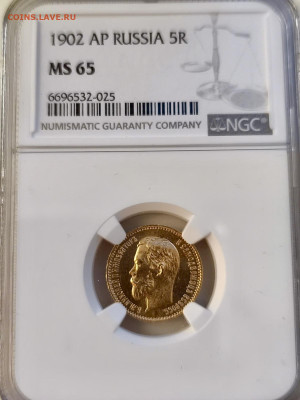 COINS.LAVE.RU
1902 AP RUSSIA 5R
MS 65
6696532-025
NUMISMATIC GUARANTY COMPANY
NGC